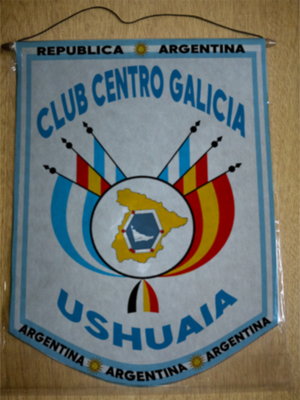 REPUBLICA ARGENTINA
CLUB CENTRO GALICIA
USHUAIA
ARGENTINA ARGENTINA ARGENTINA